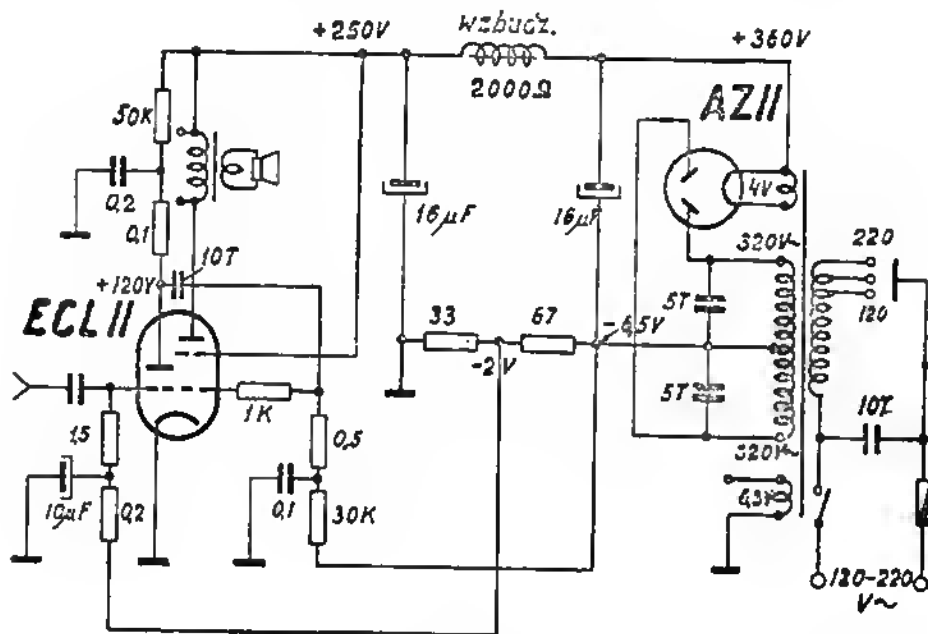 wzbudz.
+250V
+360V
2000Ω
AZ11
50K
4V
0,2
16μF
16μF
0,1
10T
320V~
220
+120V
ECL11
5T
120
33
67
-6,5V
-2V
1K
5T
10T
1,5
0,5
320V~
10μF
0,2
0,1
30K
6,3V
120-220
V~